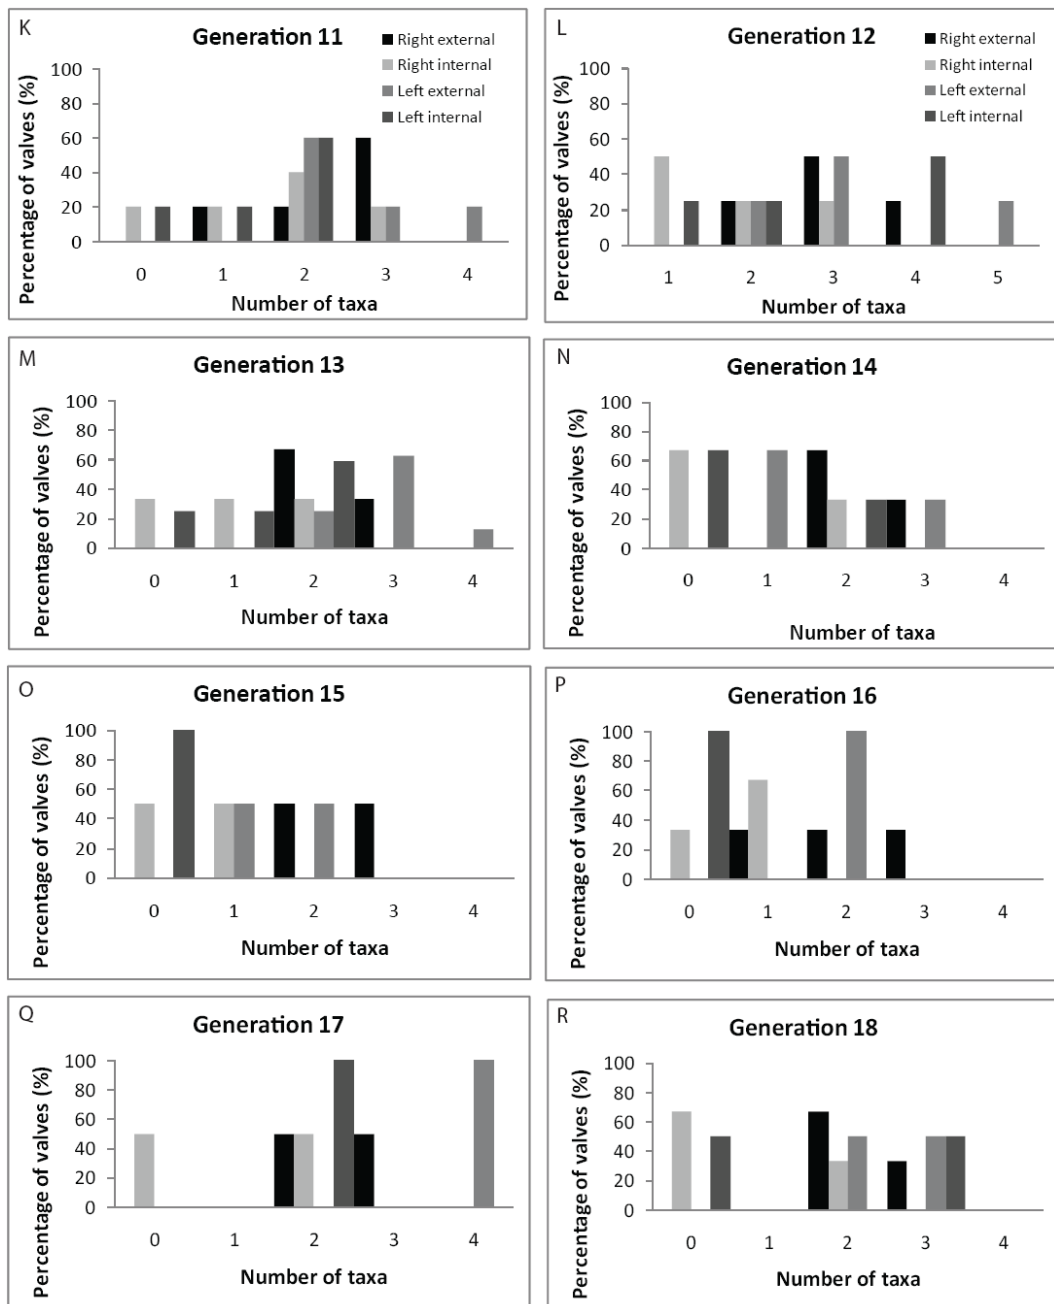 K
Generation 11
Right external
Right internal
Left external
Left internal
Percentage of valves (%)
100
80
60
40
20
0
0 1 2 3 4
Number of taxa
L
Generation 12
Right external
Right internal
Left external
Left internal
Percentage of valves (%)
100
80
60
40
20
0
1 2 3 4 5
Number of taxa
M
Generation 13
Percentage of valves (%)
100
80
60
40
20
0
0 1 2 3 4
Number of taxa
N
Generation 14
Percentage of valves (%)
100
80
60
40
20
0
0 1 2 3 4
Number of taxa
O
Generation 15
Percentage of valves (%)
100
80
60
40
20
0
0 1 2 3 4
Number of taxa
P
Generation 16
Percentage of valves (%)
100
80
60
40
20
0
0 1 2 3 4
Number of taxa
Q
Generation 17
Percentage of valves (%)
100
80
60
40
20
0
0 1 2 3 4
Number of taxa
R
Generation 18
Percentage of valves (%)
100
80
60
40
20
0
0 1 2 3 4
Number of taxa